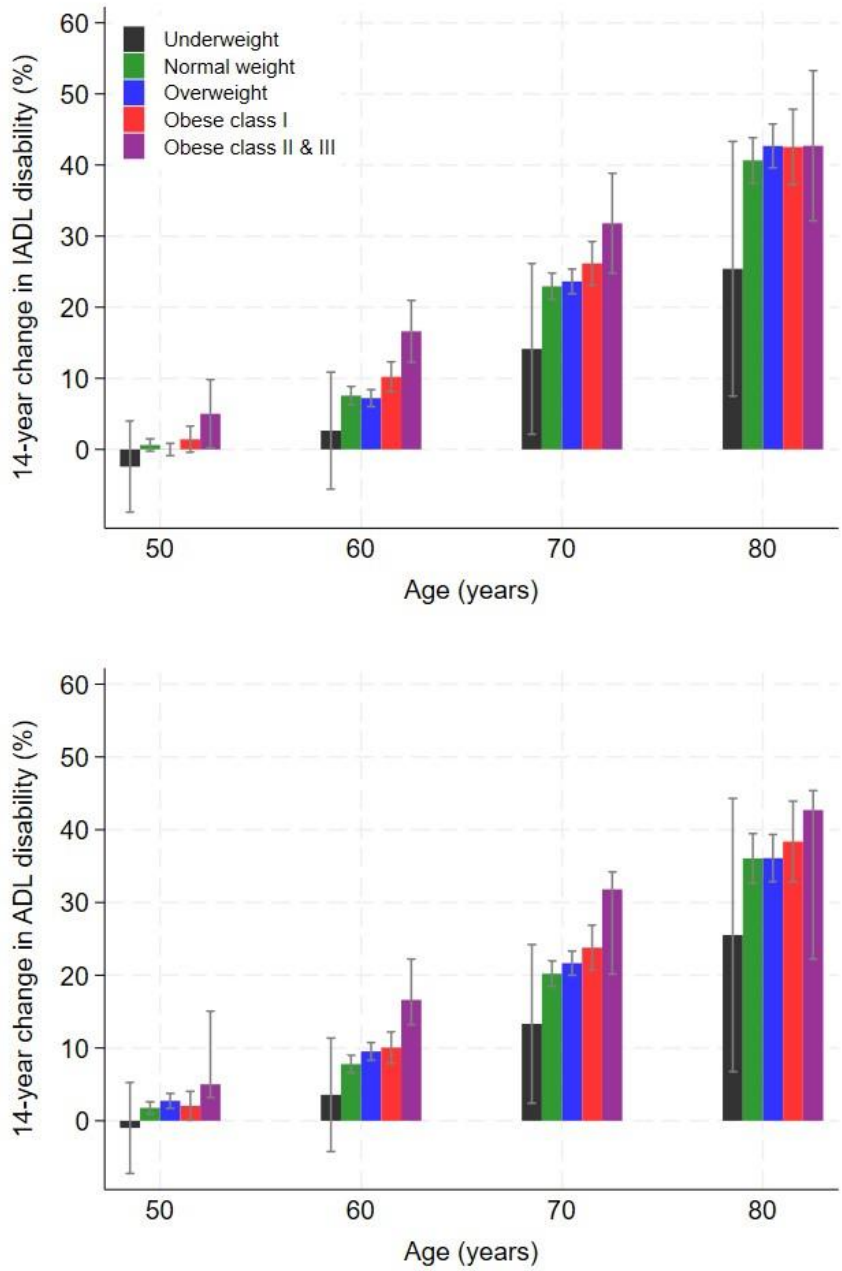 14-year change in IADL disability (%)
60
50
40
30
20
10
0
Underweight
Normal weight
Overweight
Obese class I
Obese class II & III
50 60 70 80
Age (years)
14-year change in ADL disability (%)
60
50
40
30
20
10
0
50 60 70 80
Age (years)